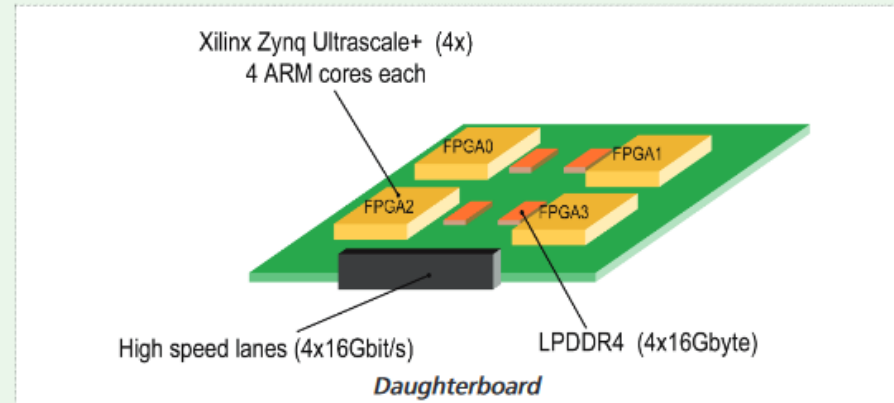 Xilinx Zynq Ultrascale+ (4x)
4 ARM cores each
FPGA0
FPGA1
FPGA2
FPGA3
High speed lanes (4x16Gbit/s)
LPDDR4 (4x16Gbyte)
Daughterboard